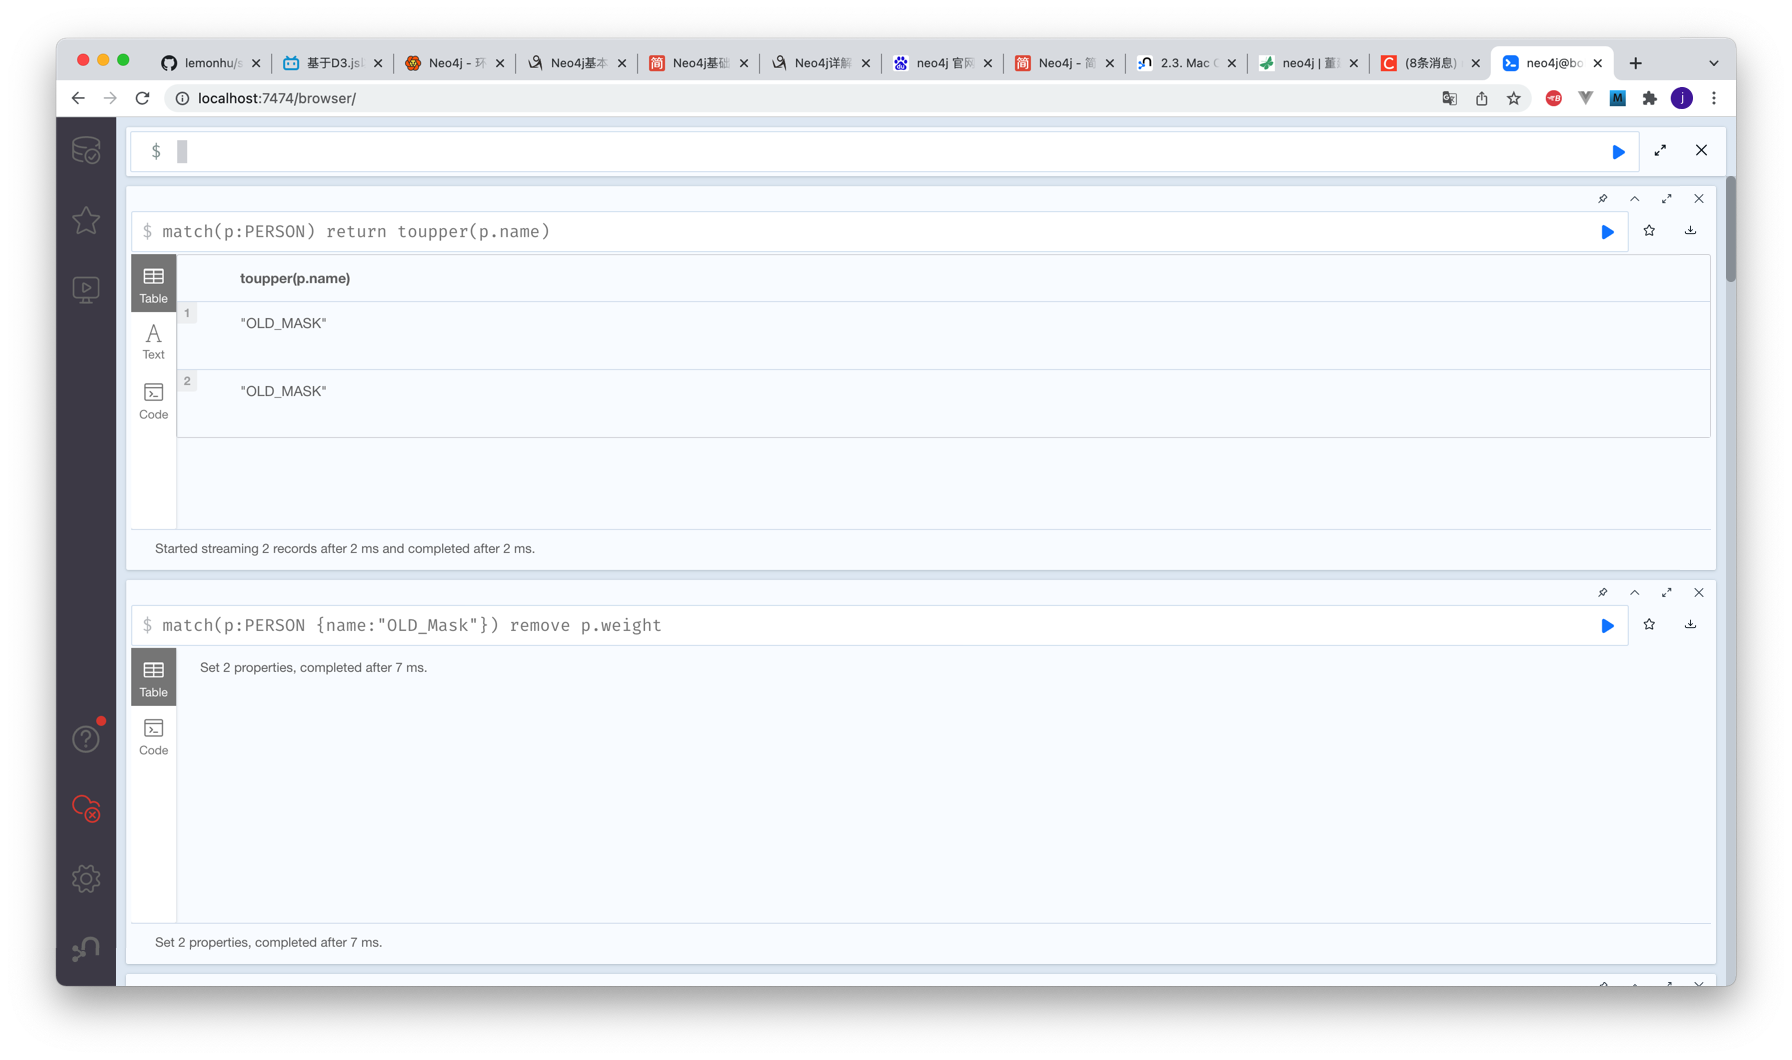 lemonhu/s
基于D3.js
Neo4j - 环
Neo4j基本
Neo4j基础
Neo4j详解
neo4j 官网
Neo4j - 简
2.3. Mac O
neo4j | 董
(8条消息)
neo4j@bo
localhost:7474/browser/
j
$
$ match(p:PERSON) return toupper(p.name)
Table
toupper(p.name)
1
"OLD_MASK"
Text
2
"OLD_MASK"
Code
Started streaming 2 records after 2 ms and completed after 2 ms.
$ match(p:PERSON {name:"OLD_Mask"}) remove p.weight
Table
Set 2 properties, completed after 7 ms.
Code
Set 2 properties, completed after 7 ms.